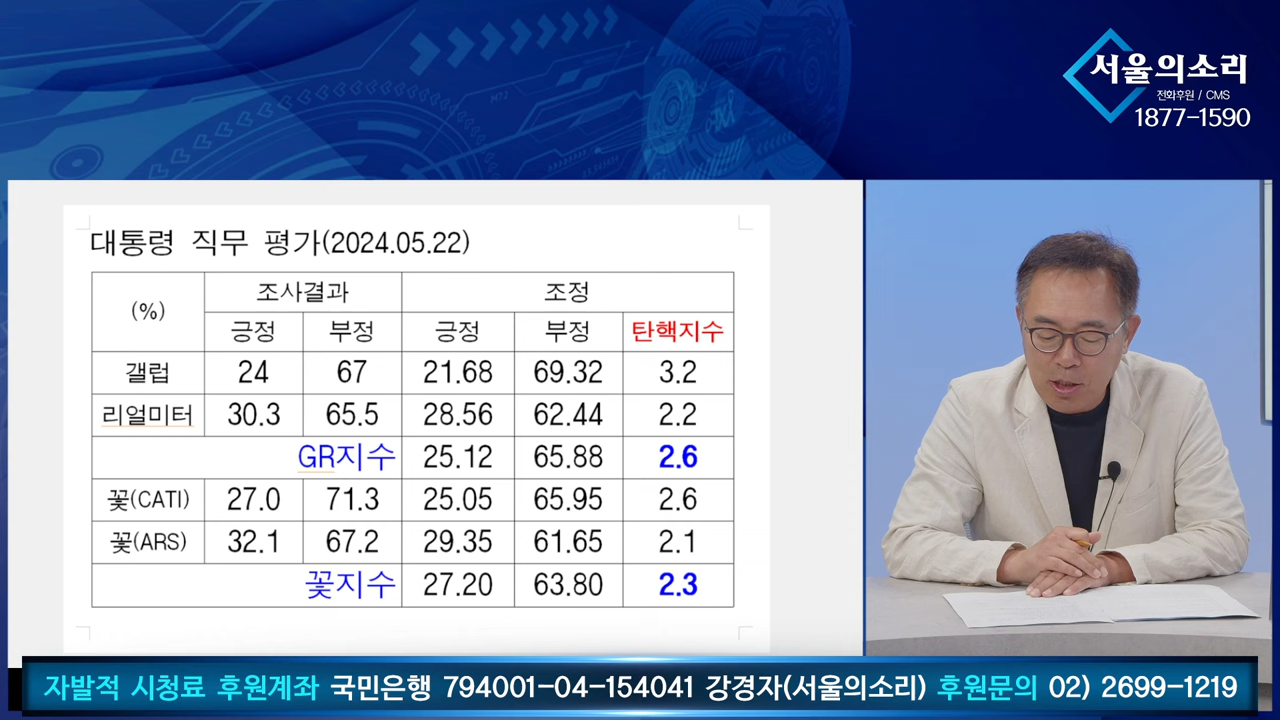 서울의소리
전화후원 / CMS
1877-1590
대통령 직무 평가(2024.05.22)
(%) 조사결과 조정
긍정 부정 긍정 부정 탄핵지수
갤럽 24 67 21.68 69.32 3.2
리얼미터 30.3 65.5 28.56 62.44 2.2
GR지수 25.12 65.88 2.6
꽃(CATI) 27.0 71.3 25.05 65.95 2.6
꽃(ARS) 32.1 67.2 29.35 61.65 2.1
꽃지수 27.20 63.80 2.3
자발적 시청료 후원계좌 국민은행 794001-04-154041 강경자(서울의소리) 후원문의 02) 2699-1219